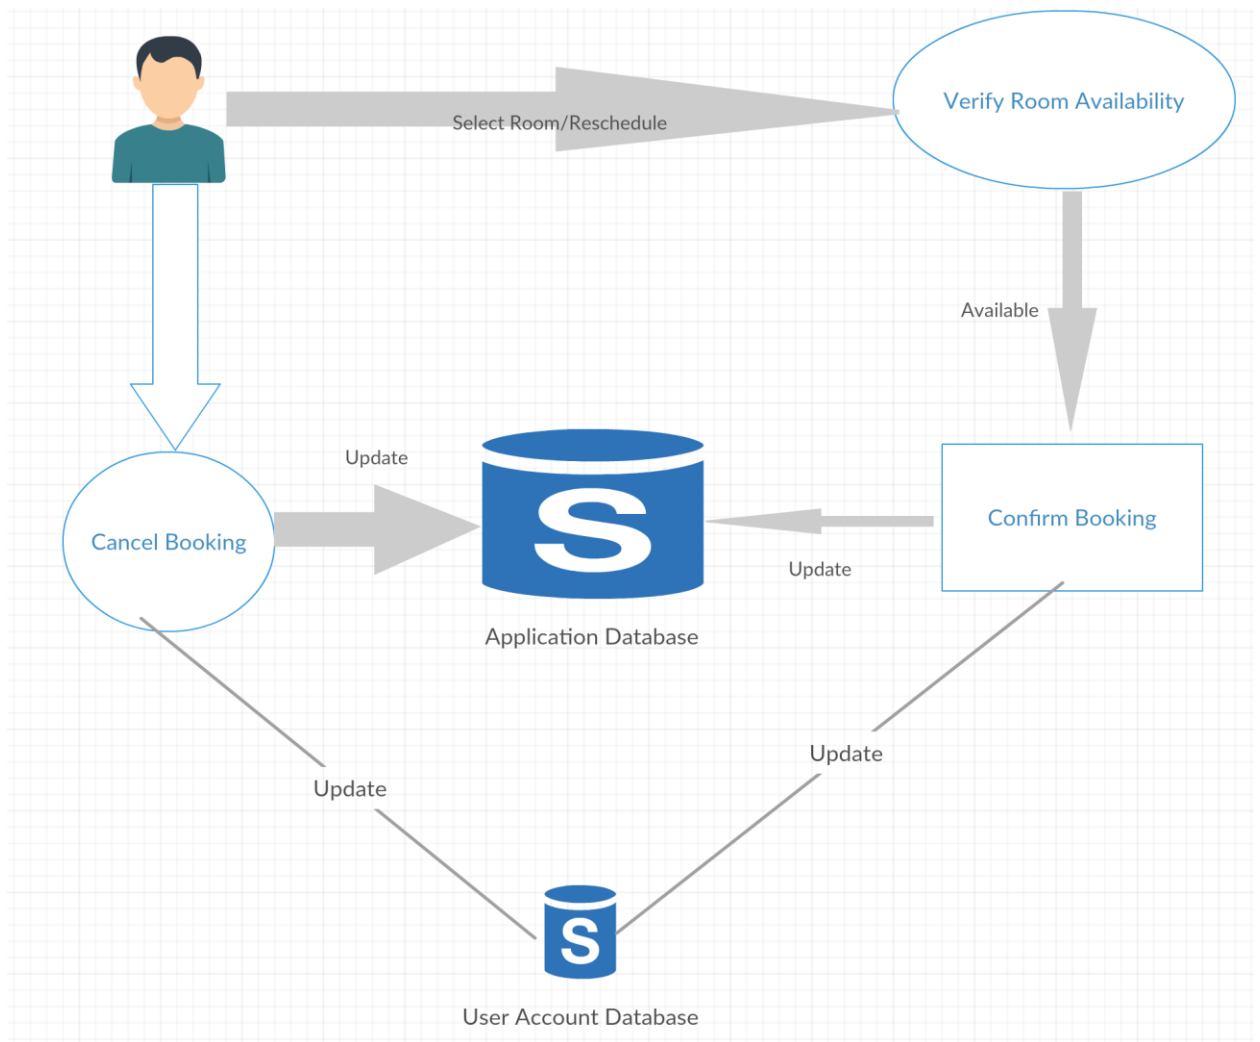 Verify Room Availability
Select Room/Reschedule
Available
Update
S
Confirm Booking
Cancel Booking
Update
Application Database
Update
Update
S
User Account Database